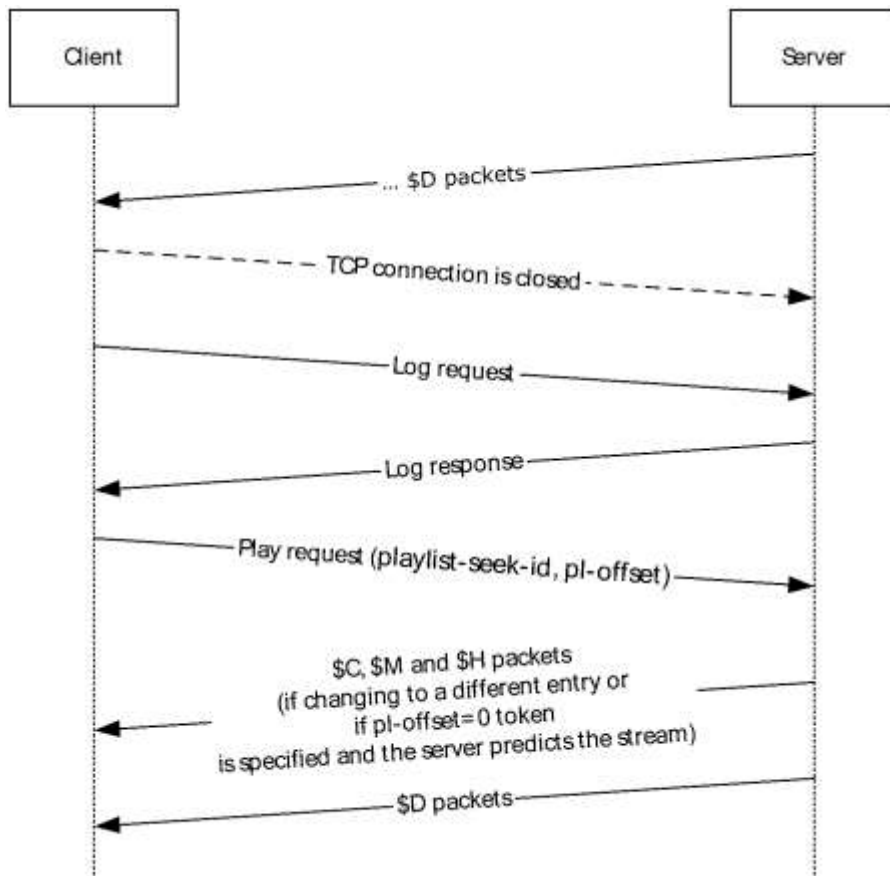 Client
Server
... $D packets
TCP connection is closed
Log request
Log response
Play request (playlist-seek-id, pl-offset)
$C, $M and $H packets
(if changing to a different entry or
if pl-offset=0 token
is specified and the server predicts the stream)
$D packets